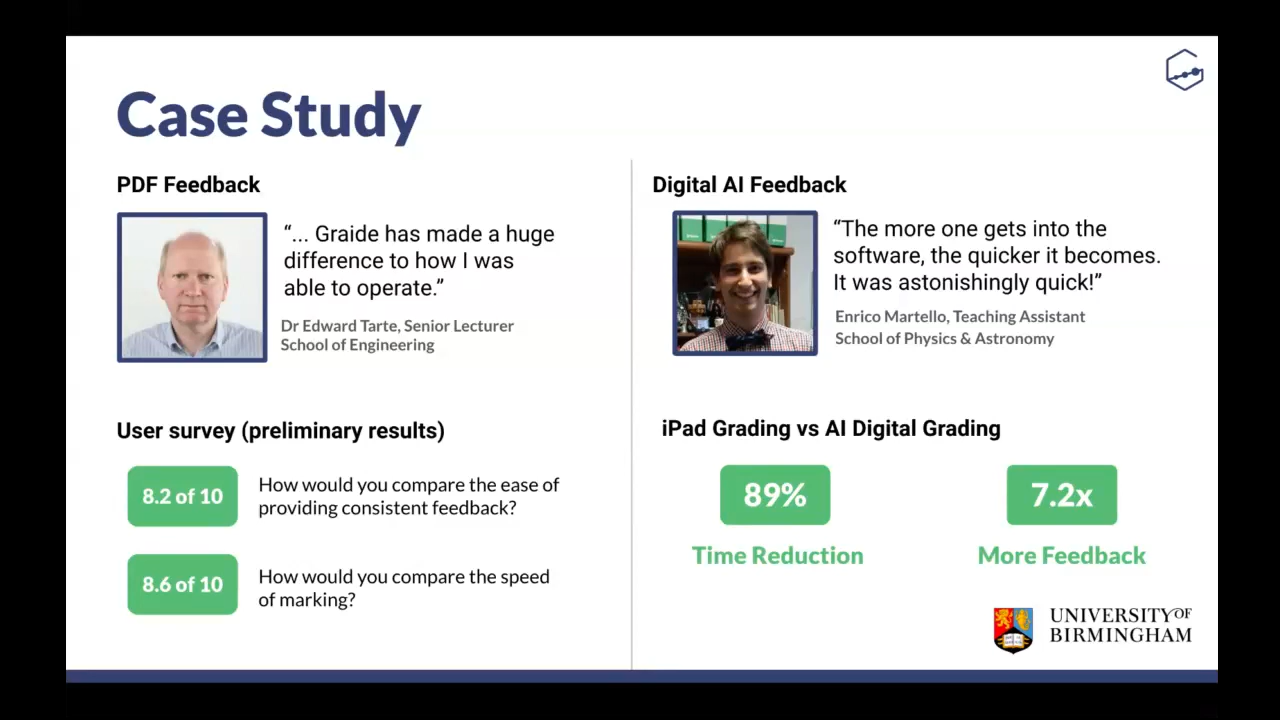 Case Study
PDF Feedback
“... Graide has made a huge
difference to how I was
able to operate.”
Dr Edward Tarte, Senior Lecturer
School of Engineering
User survey (preliminary results)
8.2 of 10
How would you compare the ease of
providing consistent feedback?
8.6 of 10
How would you compare the speed
of marking?
Digital AI Feedback
“The more one gets into the
software, the quicker it becomes.
It was astonishingly quick!”
Enrico Martello, Teaching Assistant
School of Physics & Astronomy
iPad Grading vs AI Digital Grading
89%
Time Reduction
7.2x
More Feedback
UNIVERSITY OF
BIRMINGHAM